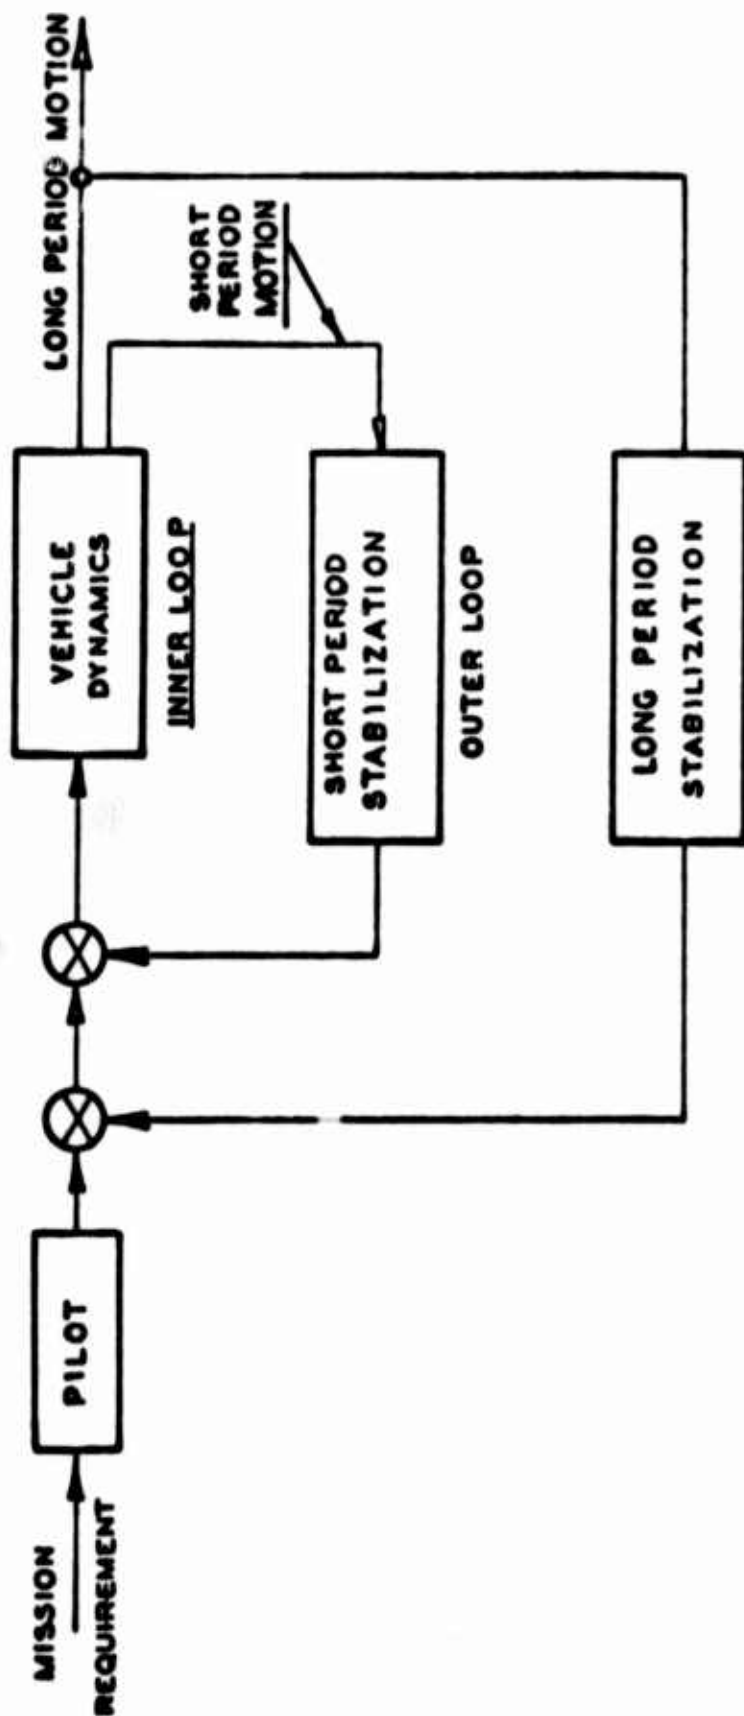 MISSION
REQUIREMENT
PILOT
VEHICLE
DYNAMICS
LONG PERIOD MOTION
INNER LOOP
SHORT
PERIOD
MOTION
SHORT PERIOD
STABILIZATION
OUTER LOOP
LONG PERIOD
STABILIZATION